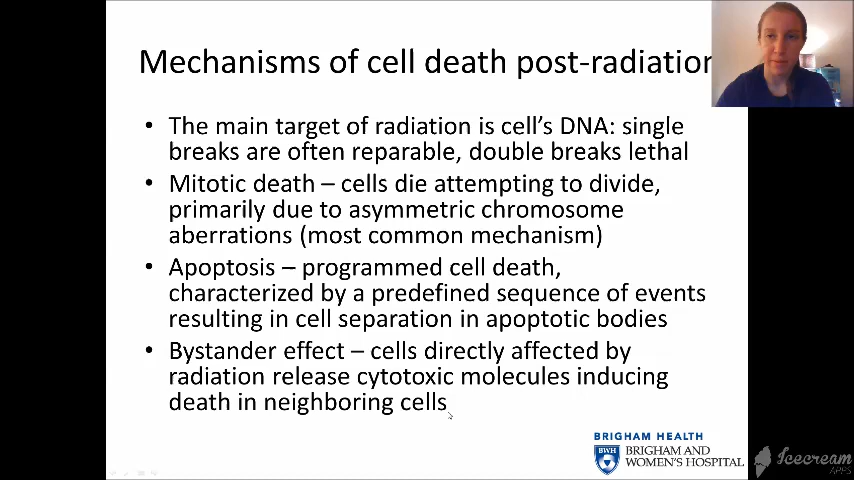 Mechanisms of cell death post-radiation
• The main target of radiation is cell's DNA: single
breaks are often reparable, double breaks lethal
• Mitotic death – cells die attempting to divide,
primarily due to asymmetric chromosome
aberrations (most common mechanism)
• Apoptosis – programmed cell death,
characterized by a predefined sequence of events
resulting in cell separation in apoptotic bodies
• Bystander effect – cells directly affected by
radiation release cytotoxic molecules inducing
death in neighboring cells
BRIGHAM HEALTH
BWH
BRIGHAM AND
WOMEN'S HOSPITAL
Icecream
APPS